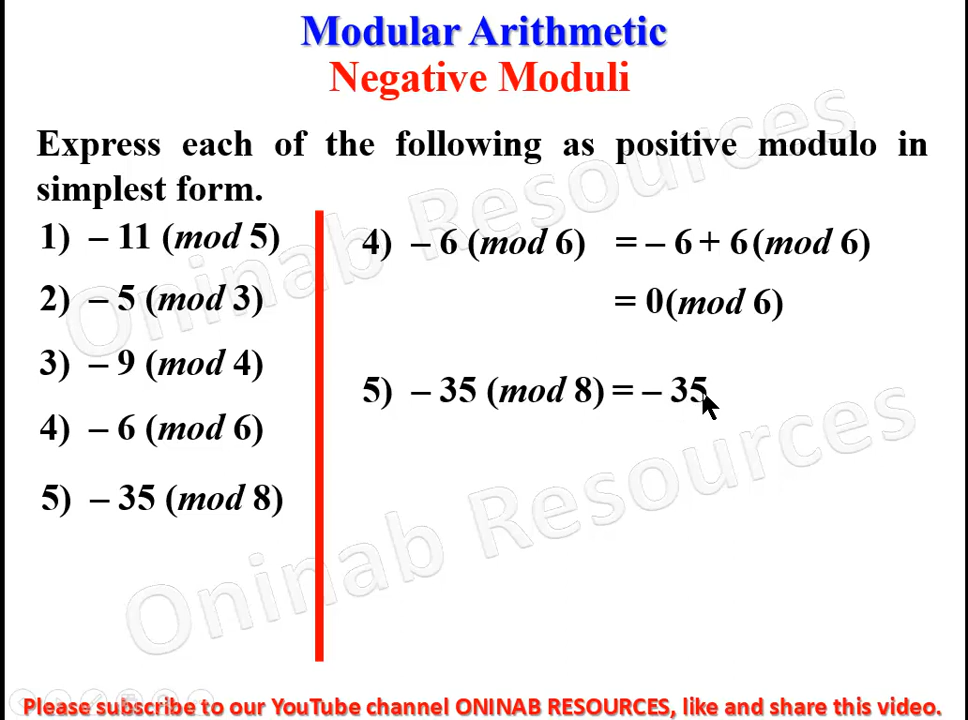 Modular Arithmetic
Negative Moduli
Express each of the following as positive modulo in
simplest form.
1) – 11 (mod 5)
2) – 5 (mod 3)
3) – 9 (mod 4)
4) – 6 (mod 6)
5) – 35 (mod 8)
4) – 6 (mod 6) = – 6 + 6 (mod 6)
= 0(mod 6)
5) – 35 (mod 8) = – 35
Oninab Resources
Oninab Resources
Please subscribe to our YouTube channel ONINAB RESOURCES, like and share this video.